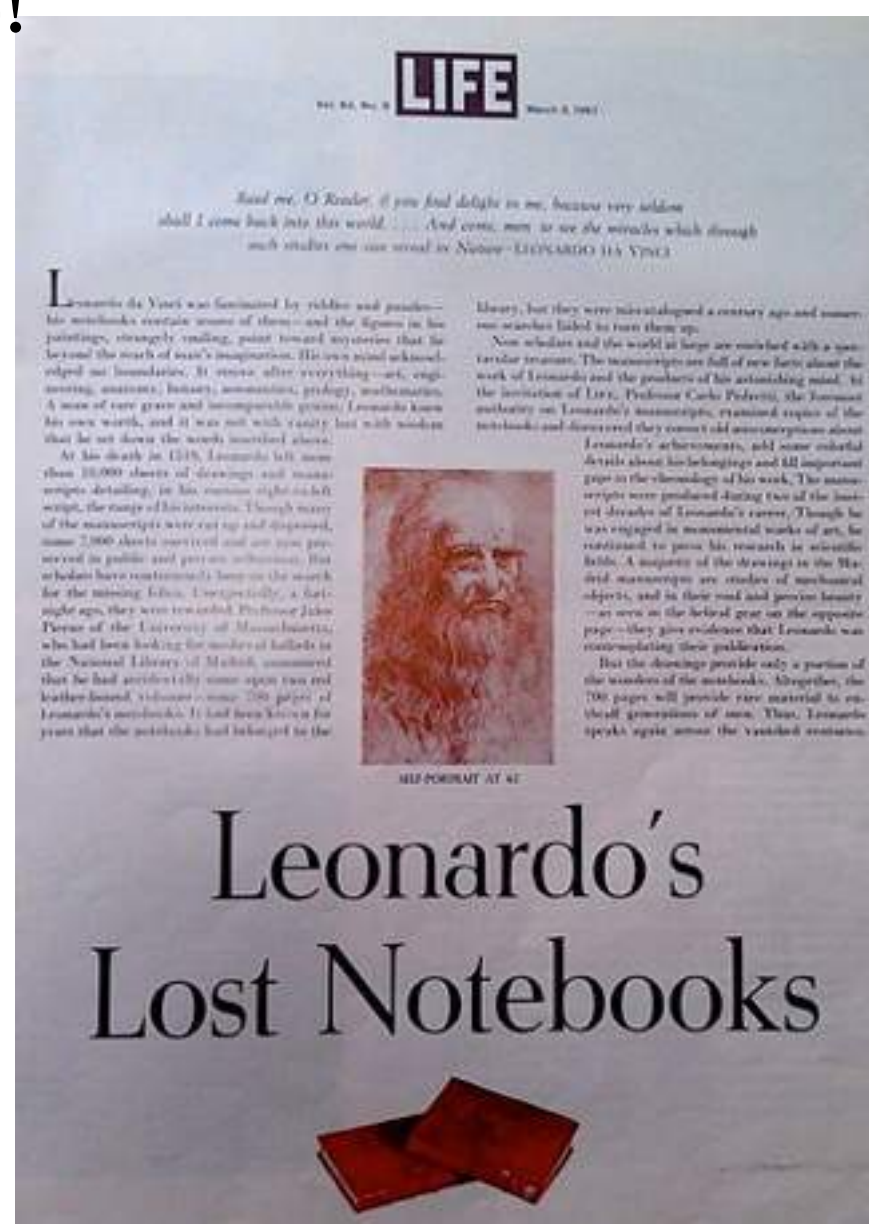 !
LIFE
Vol. 62, No. 9
March 3, 1967
Read me, O Reader, if you find delight in me, because very seldom
shall I come back into this world. . . . And come, men to see the miracles which through
such studies one can reveal in Nature—LEONARDO DA VINCI
Leonardo da Vinci was fascinated by riddles and puzzles—
his notebooks contain scores of them—and the figures in his
paintings, strangely smiling, point toward mysteries that lie
beyond the reach of man's imagination. His own mind acknowl-
edged no boundaries. It strove after everything—art, engi-
neering, anatomy, botany, aeronautics, geology, mathematics.
A man of rare grace and incomparable genius, Leonardo knew
his own worth, and it was not with vanity but with wisdom
that he set down the words inscribed above.
At his death in 1519, Leonardo left more
than 10,000 sheets of drawings and manu-
scripts detailing, in his curious right-to-left
script, the range of his interests. Though many
of the manuscripts were cut up and dispersed,
some 7,000 sheets survived and are now pre-
served in public and private collections. But
scholars have continuously been on the search
for the missing folios. Unexpectedly, a fort-
night ago, they were rewarded. Professor Jules
Piccus of the University of Massachusetts,
who had been looking for medieval ballads in
the National Library of Madrid, announced
that he had accidentally come upon two red
leather-bound volumes—some 700 pages of
Leonardo's notebooks. It had been known for
years that the notebooks had belonged to the
library, but they were miscatalogued a century ago and numer-
ous searches failed to turn them up.
Now scholars and the world at large are enriched with a spec-
tacular treasure. The manuscripts are full of new facts about the
work of Leonardo and the products of his astonishing mind. At
the invitation of LIFE, Professor Carlo Pedretti, the foremost
authority on Leonardo's manuscripts, examined copies of the
notebooks and discovered they correct old misconceptions about
Leonardo's achievements, add some colorful
details about his belongings and fill important
gaps in the chronology of his work. The manu-
scripts were produced during two of the
decades of Leonardo's career. Though he
was engaged in monumental works of art, he
continued to press his research in scientific
fields. A majority of the drawings in the Ma-
drid manuscripts are studies of mechanical
objects, and in their cool and precise beauty
—as seen in the helical gear on the opposite
page—they give evidence that Leonardo was
contemplating their publication.
But the drawings provide only a portion of
the wonders of the notebooks. Altogether, the
700 pages will provide rare material to en-
thrall generations of men. Thus, Leonardo
speaks again across the vanished centuries.
SELF-PORTRAIT AT
Leonardo's
Lost Notebooks